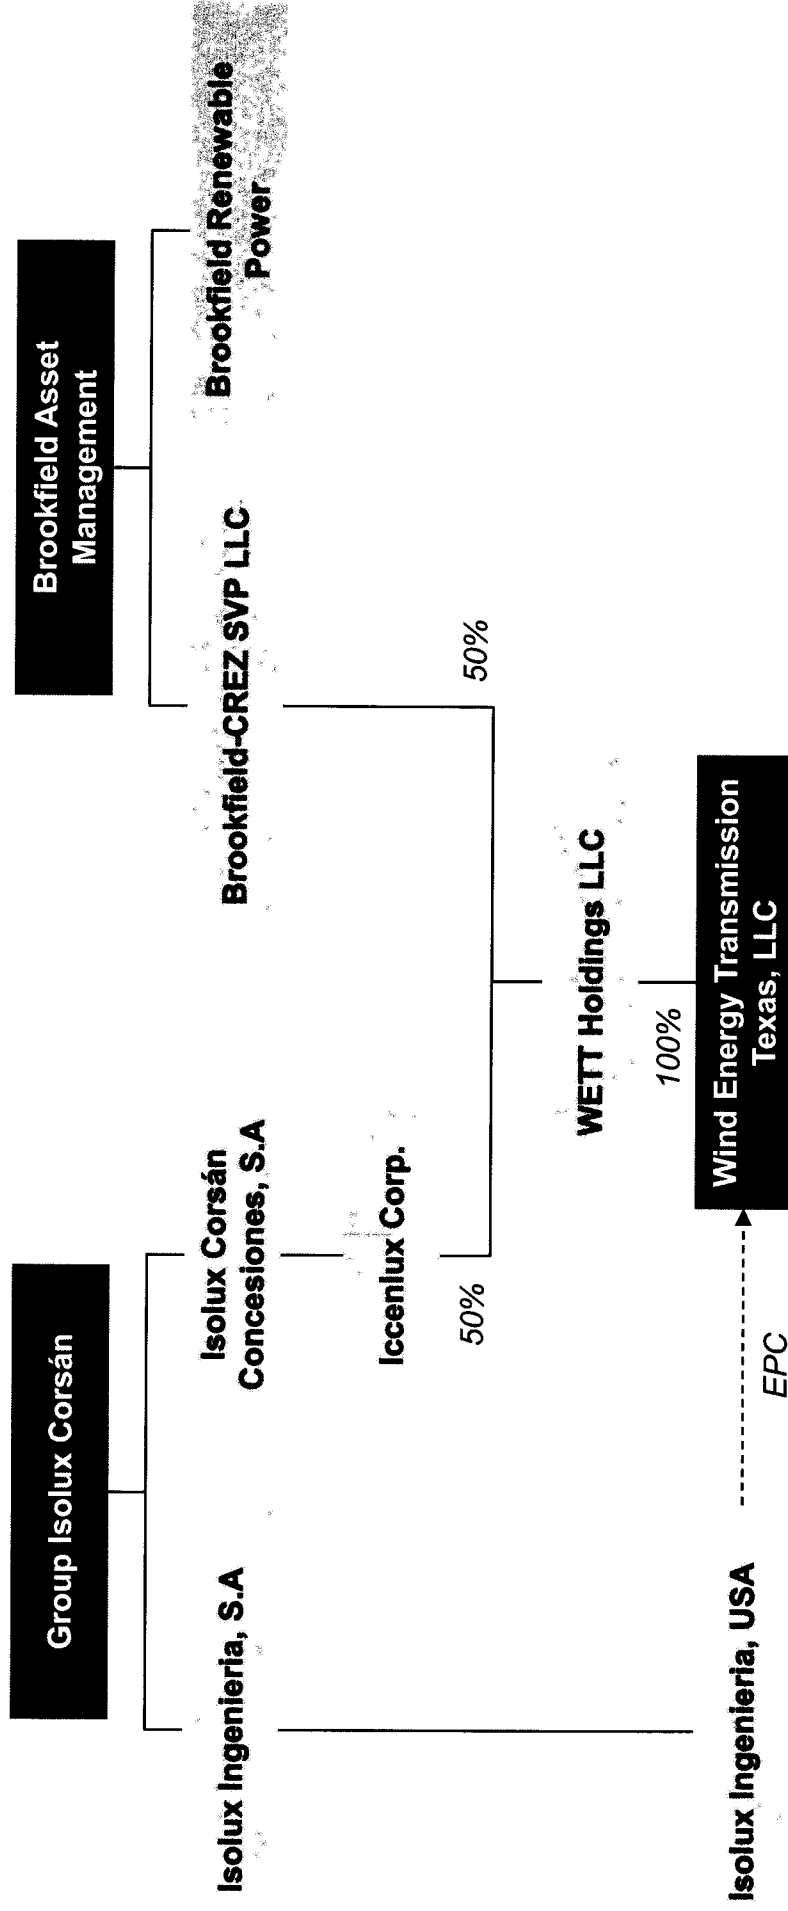 Group Isolux Corsán
Brookfield Asset
Management
Isolux Ingenieria, S.A
Isolux Corsán
Concesiones, S.A
Brookfield-CREZ SVP LLC
Brookfield Renewable
Power
Iccenlux Corp.
50%
50%
WETT Holdings LLC
100%
Isolux Ingenieria, USA
EPC
Wind Energy Transmission
Texas, LLC